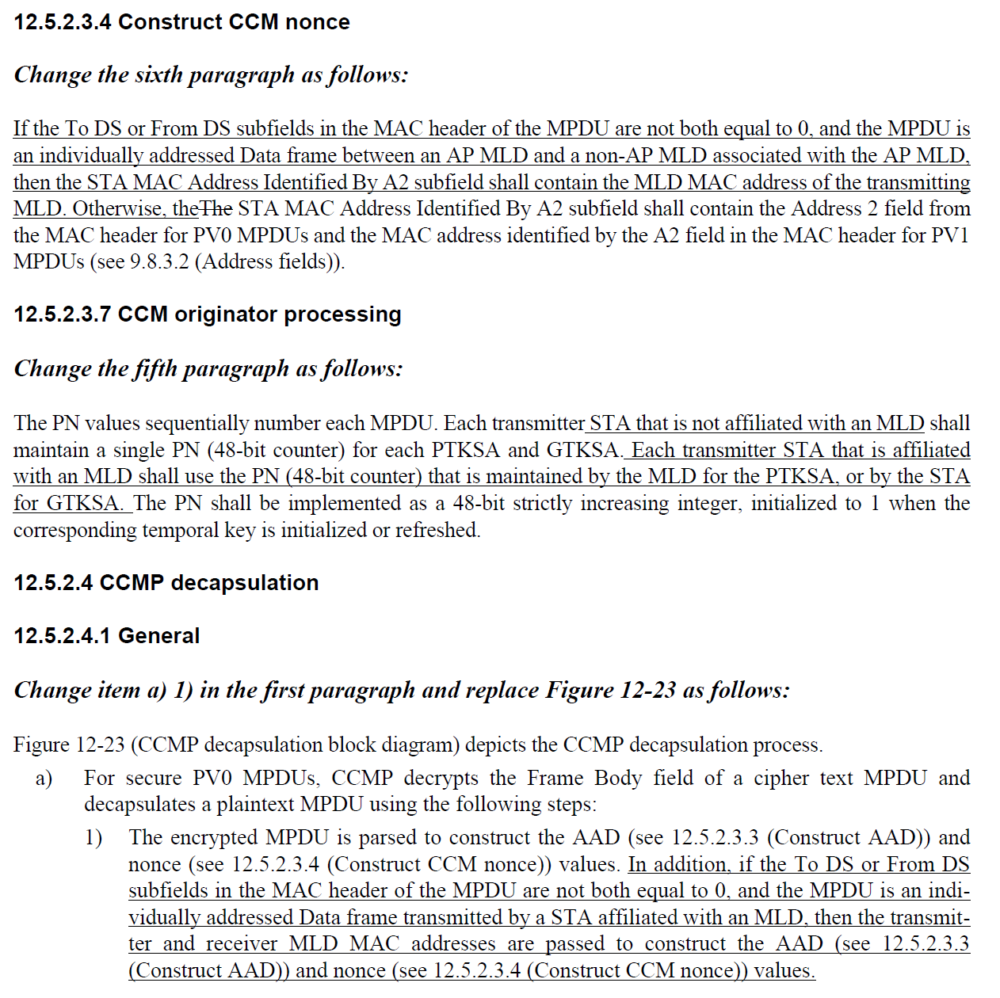 12.5.2.3.4 Construct CCM nonce
Change the sixth paragraph as follows:
If the To DS or From DS subfields in the MAC header of the MPDU are not both equal to 0, and the MPDU is
an individually addressed Data frame between an AP MLD and a non-AP MLD associated with the AP MLD,
then the STA MAC Address Identified By A2 subfield shall contain the MLD MAC address of the transmitting
MLD. Otherwise, theThe STA MAC Address Identified By A2 subfield shall contain the Address 2 field from
the MAC header for PV0 MPDUs and the MAC address identified by the A2 field in the MAC header for PV1
MPDUs (see 9.8.3.2 (Address fields)).
12.5.2.3.7 CCM originator processing
Change the fifth paragraph as follows:
The PN values sequentially number each MPDU. Each transmitter STA that is not affiliated with an MLD shall
maintain a single PN (48-bit counter) for each PTKSA and GTKSA. Each transmitter STA that is affiliated
with an MLD shall use the PN (48-bit counter) that is maintained by the MLD for the PTKSA, or by the STA
for GTKSA. The PN shall be implemented as a 48-bit strictly increasing integer, initialized to 1 when the
corresponding temporal key is initialized or refreshed.
12.5.2.4 CCMP decapsulation
12.5.2.4.1 General
Change item a) 1) in the first paragraph and replace Figure 12-23 as follows:
Figure 12-23 (CCMP decapsulation block diagram) depicts the CCMP decapsulation process.
a) For secure PV0 MPDUs, CCMP decrypts the Frame Body field of a cipher text MPDU and
decapsulates a plaintext MPDU using the following steps:
1) The encrypted MPDU is parsed to construct the AAD (see 12.5.2.3.3 (Construct AAD)) and
nonce (see 12.5.2.3.4 (Construct CCM nonce)) values. In addition, if the To DS or From DS
subfields in the MAC header of the MPDU are not both equal to 0, and the MPDU is an indi-
vidually addressed Data frame transmitted by a STA affiliated with an MLD, then the transmit-
ter and receiver MLD MAC addresses are passed to construct the AAD (see 12.5.2.3.3
(Construct AAD)) and nonce (see 12.5.2.3.4 (Construct CCM nonce)) values.